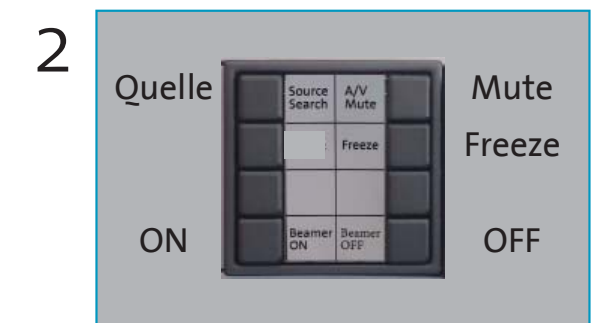 2
Quelle
Mute
Source
Search
A/V
Mute
Freeze
Freeze
ON
Beamer
ON
Beamer
OFF
OFF